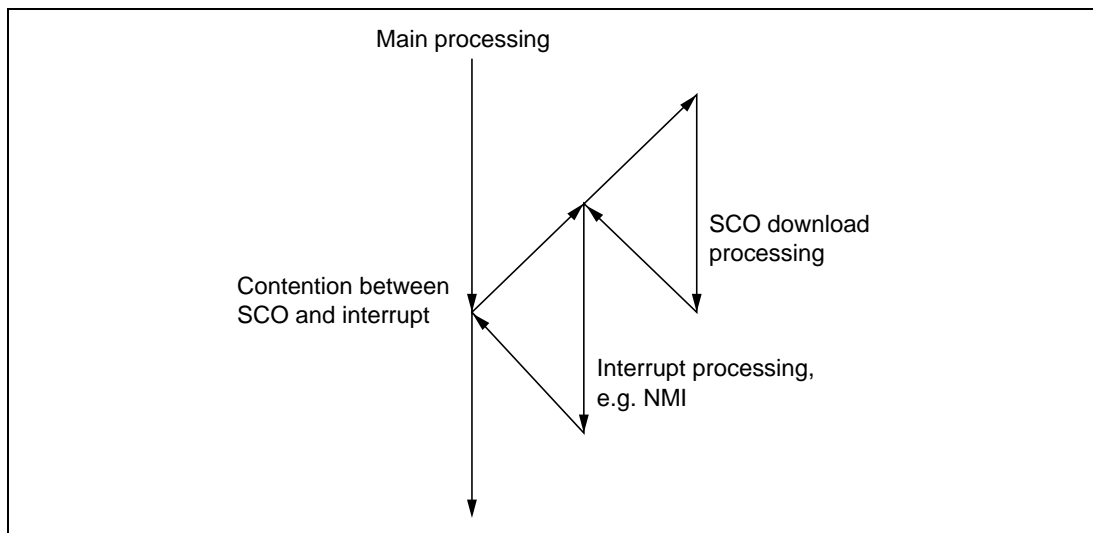 Main processing
SCO download
processing
Contention between
SCO and interrupt
Interrupt processing,
e.g. NMI